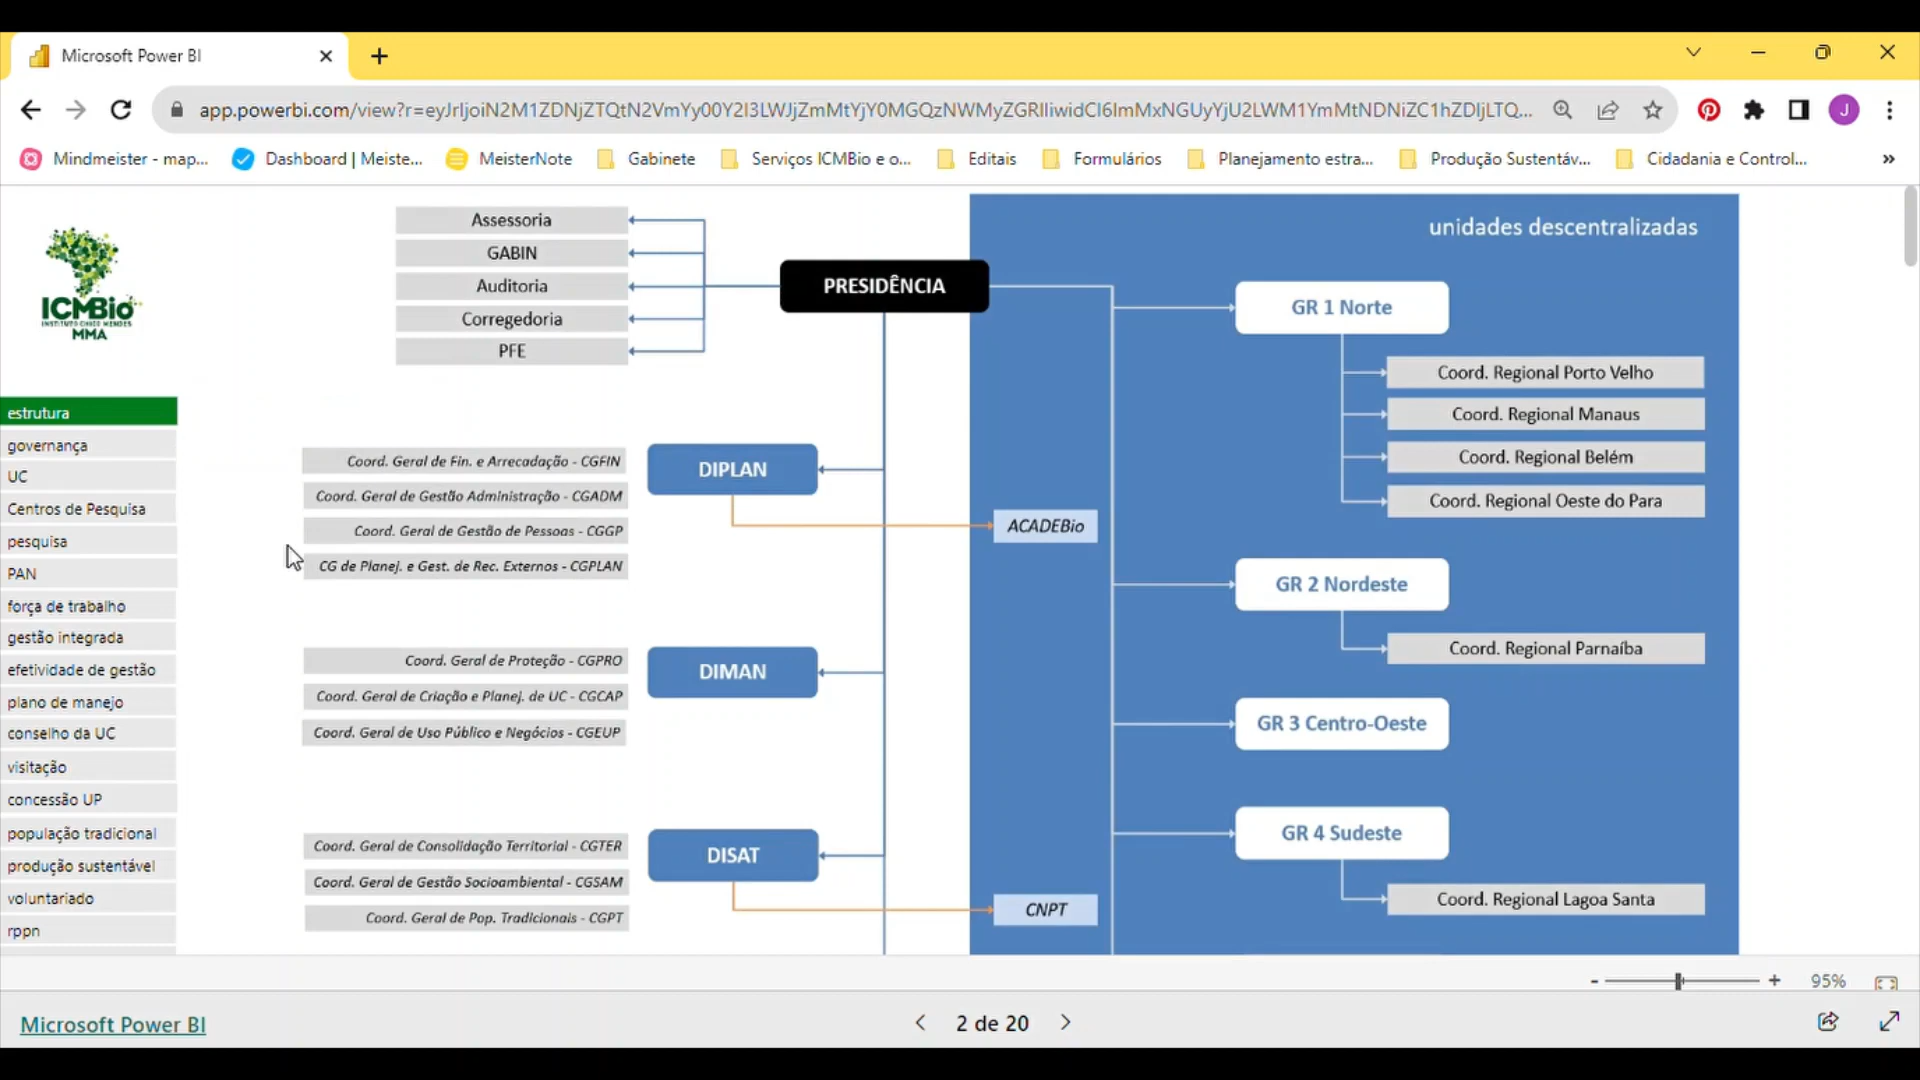 Microsoft Power BI
app.powerbi.com/view?r=eyJrIjoiN2M1ZDNjZTQtN2VmYy00Y2I3LWJjZmMtYjY0MGQzNWMyZGRlIiwidCI6ImMxNGUyYjU2LWM1YmMtNDNiZC1hZDljLTQ...
J
Mindmeister - map...
Dashboard | Meiste...
MeisterNote
Gabinete
Serviços ICMBio e o...
Editais
Formulários
Planejamento estra...
Produção Sustentáv...
Cidadania e Control...
»
ICMBio
INSTITUTO CHICO MENDES
MMA
estrutura
governança
UC
Centros de Pesquisa
pesquisa
PAN
força de trabalho
gestão integrada
efetividade de gestão
plano de manejo
conselho da UC
visitação
concessão UP
população tradicional
produção sustentável
voluntariado
rppn
Assessoria
GABIN
Auditoria
Corregedoria
PFE
PRESIDÊNCIA
Coord. Geral de Fin. e Arrecadação - CGFIN
Coord. Geral de Gestão Administração - CGADM
Coord. Geral de Gestão de Pessoas - CGGP
CG de Planej. e Gest. de Rec. Externos - CGPLAN
DIPLAN
ACADEBio
Coord. Geral de Proteção - CGPRO
Coord. Geral de Criação e Planej. de UC - CGCAP
Coord. Geral de Uso Público e Negócios - CGEUP
DIMAN
Coord. Geral de Consolidação Territorial - CGTER
Coord. Geral de Gestão Socioambiental - CGSAM
Coord. Geral de Pop. Tradicionais - CGPT
DISAT
CNPT
unidades descentralizadas
GR 1 Norte
Coord. Regional Porto Velho
Coord. Regional Manaus
Coord. Regional Belém
Coord. Regional Oeste do Para
GR 2 Nordeste
Coord. Regional Parnaíba
GR 3 Centro-Oeste
GR 4 Sudeste
Coord. Regional Lagoa Santa
- + 95%
Microsoft Power BI
2 de 20